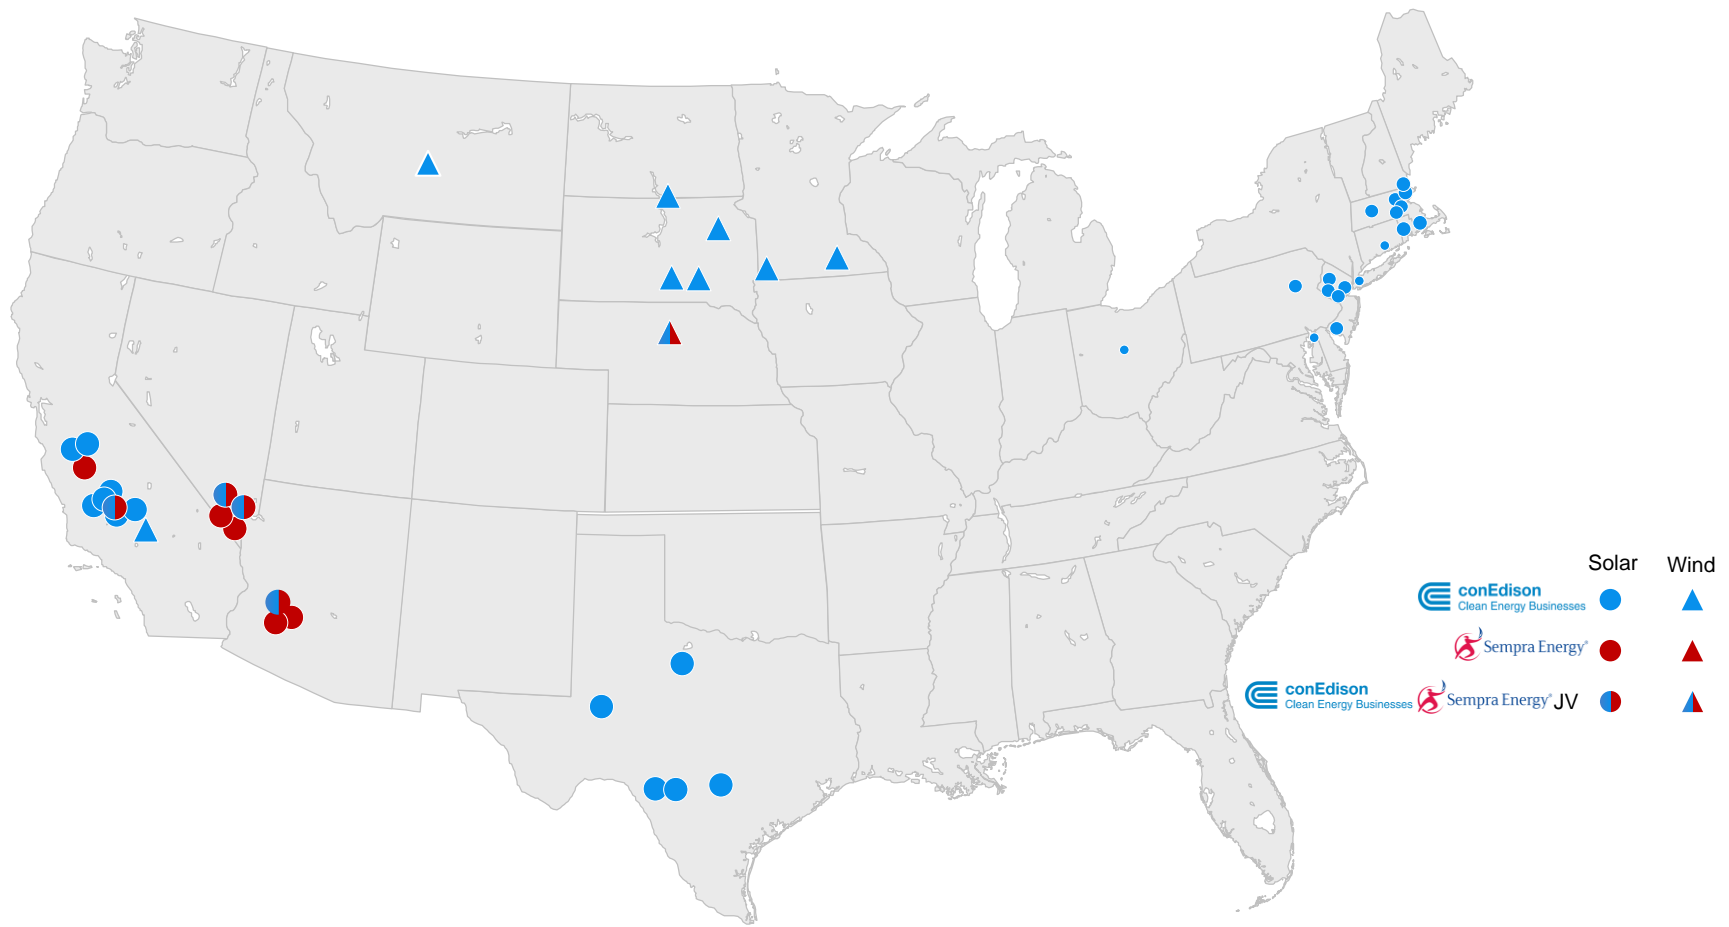 Solar Wind
conEdison
Clean Energy Businesses
Sempra Energy®
conEdison
Clean Energy Businesses Sempra Energy® JV